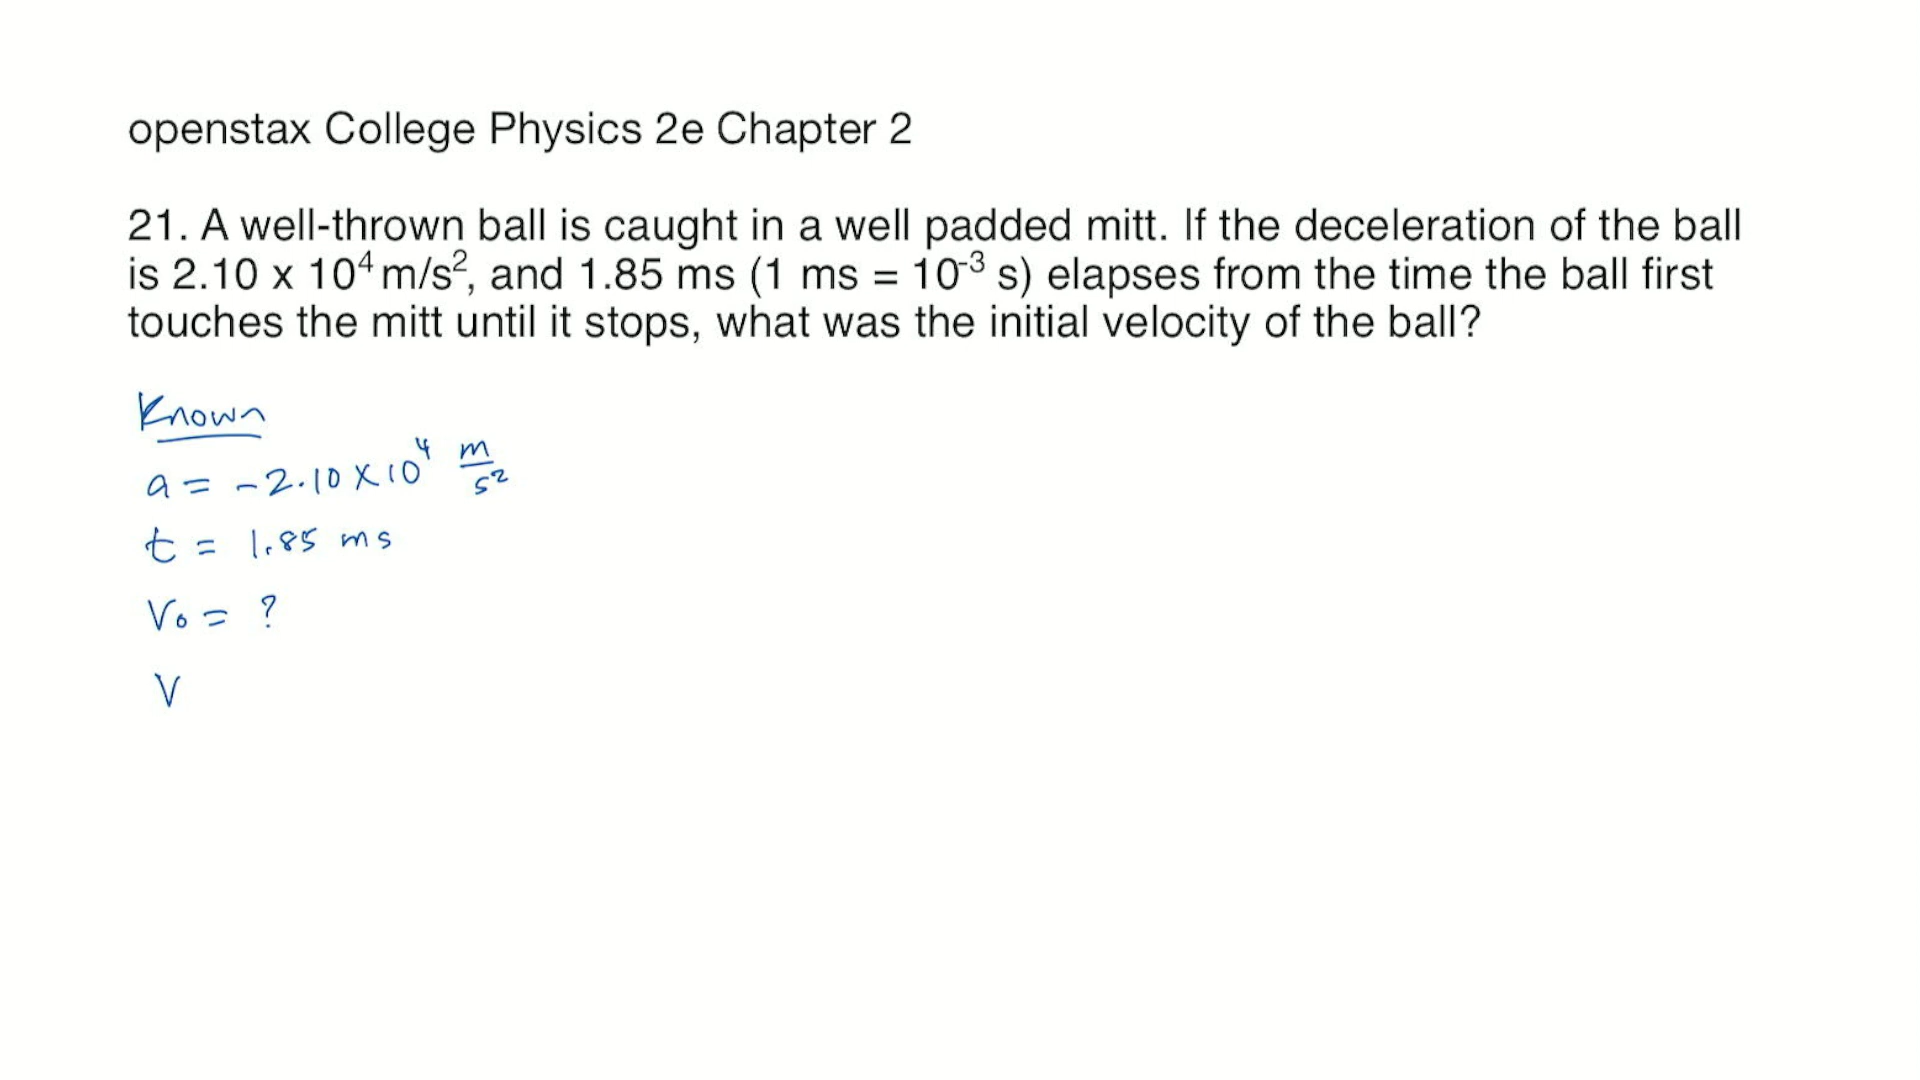 openstax College Physics 2e Chapter 2
21. A well-thrown ball is caught in a well padded mitt. If the deceleration of the ball
is 2.10 x 10⁴ m/s², and 1.85 ms (1 ms = 10⁻³ s) elapses from the time the ball first
touches the mitt until it stops, what was the initial velocity of the ball?
Known
a = -2.10 X 10⁴ m/s²
t = 1.85 ms
V₀ = ?
V